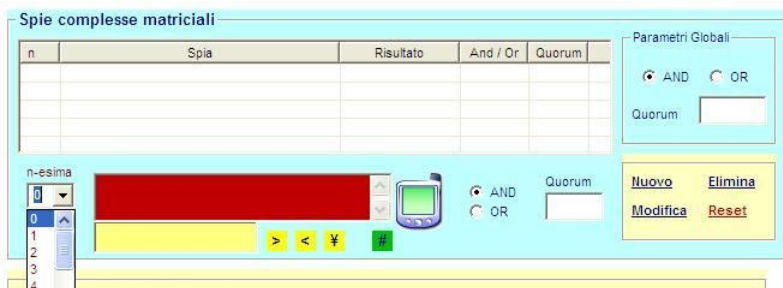 Spie complesse matriciali
n Spia Risultato And / Or Quorum
Parametri Globali
AND OR
Quorum
n-esima
0
0
1
2
3
4
> < ¥ #
AND
OR
Quorum
Nuovo Elimina
Modifica Reset